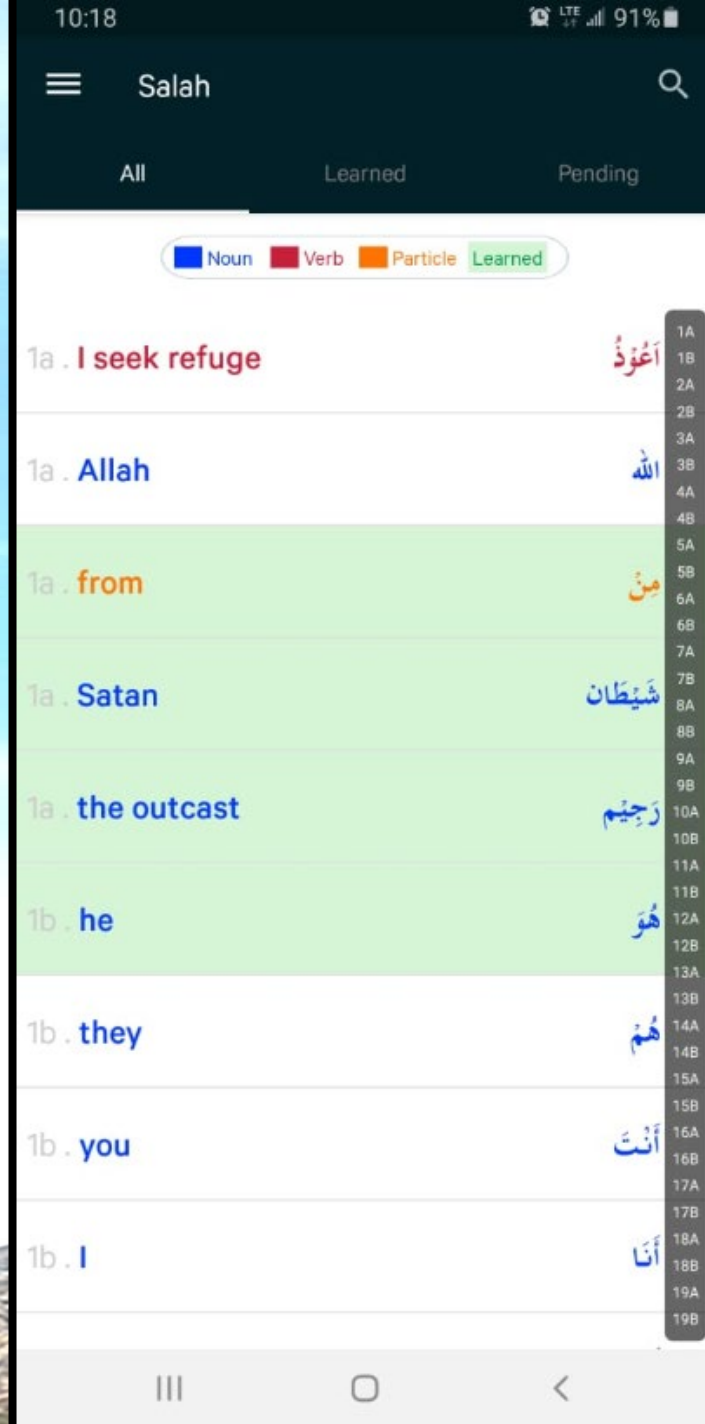 10:18 LTE 91%
Salah
All Learned Pending
Noun Verb Particle Learned
1a . I seek refuge اَعُوْذُ
1a . Allah الله
1a . from مِنْ
1a . Satan شَيْطَان
1a . the outcast رَجِيْم
1b . he هُوَ
1b . they هُمْ
1b . you أَنْتَ
1b . I أَنَا
1A
1B
2A
2B
3A
3B
4A
4B
5A
5B
6A
6B
7A
7B
8A
8B
9A
9B
10A
10B
11A
11B
12A
12B
13A
13B
14A
14B
15A
15B
16A
16B
17A
17B
18A
18B
19A
19B